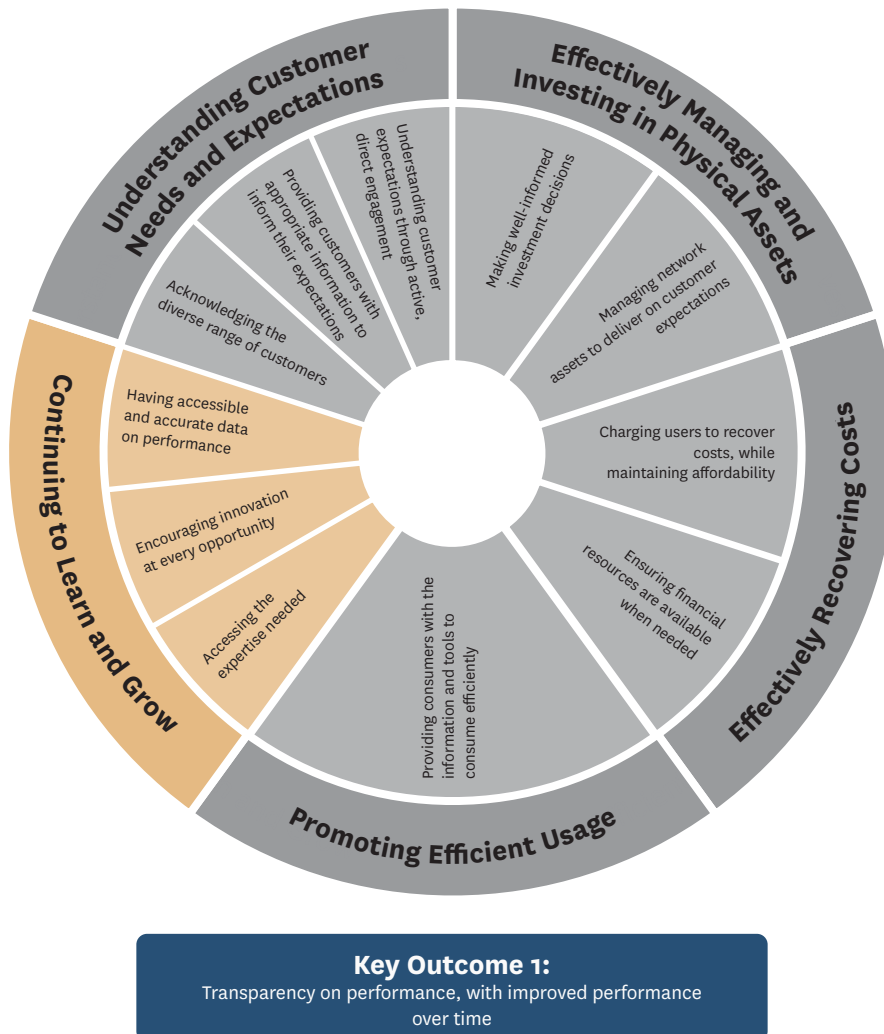 Understanding Customer
Needs and Expectations
Effectively Managing and
Investing in Physical Assets
Understanding customer
expectations through active,
direct engagement
Providing customers with
appropriate information to
inform their expectations
Acknowledging the
diverse range of customers
Making well-informed
investment decisions
Managing network
assets to deliver on customer
expectations
Charging users to recover
costs, while
maintaining affordability
Ensuring financial
resources are available
when needed
Effectively Recovering Costs
Providing consumers with the
information and tools to
consume efficiently
Promoting Efficient Usage
Having accessible
and accurate data
on performance
Encouraging innovation
at every opportunity
Accessing the
expertise needed
Continuing to Learn and Grow
Key Outcome 1:
Transparency on performance, with improved performance
over time